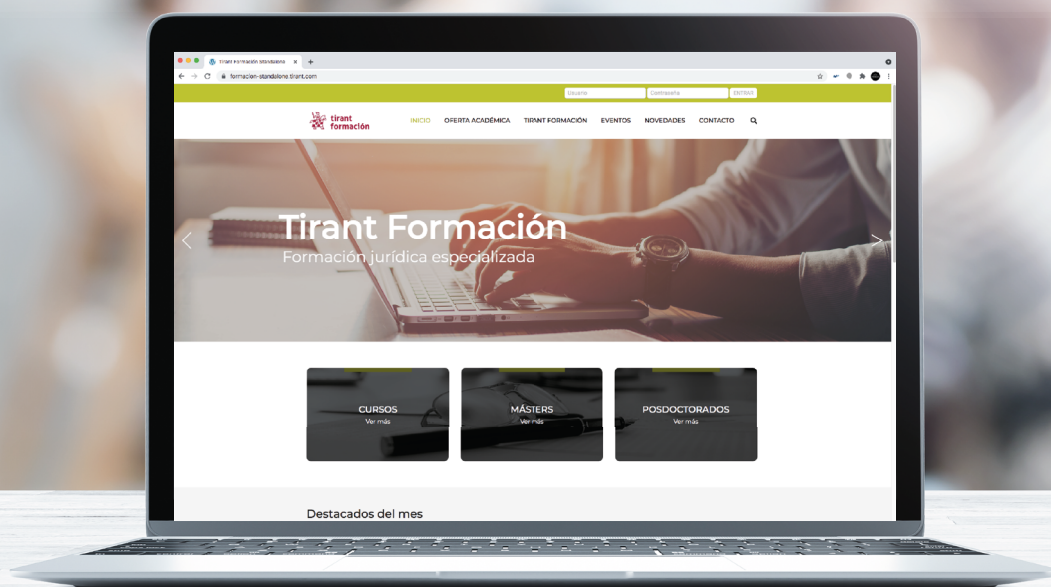 Tirant Formación Standalone
formacion-standalone.tirant.com
Usuario Contraseña ENTRAR
tirant
formación
INICIO OFERTA ACADÉMICA TIRANT FORMACIÓN EVENTOS NOVEDADES CONTACTO
Tirant Formación
Formación jurídica especializada
CURSOS
Ver más
MÁSTERS
Ver más
POSDOCTORADOS
Ver más
Destacados del mes